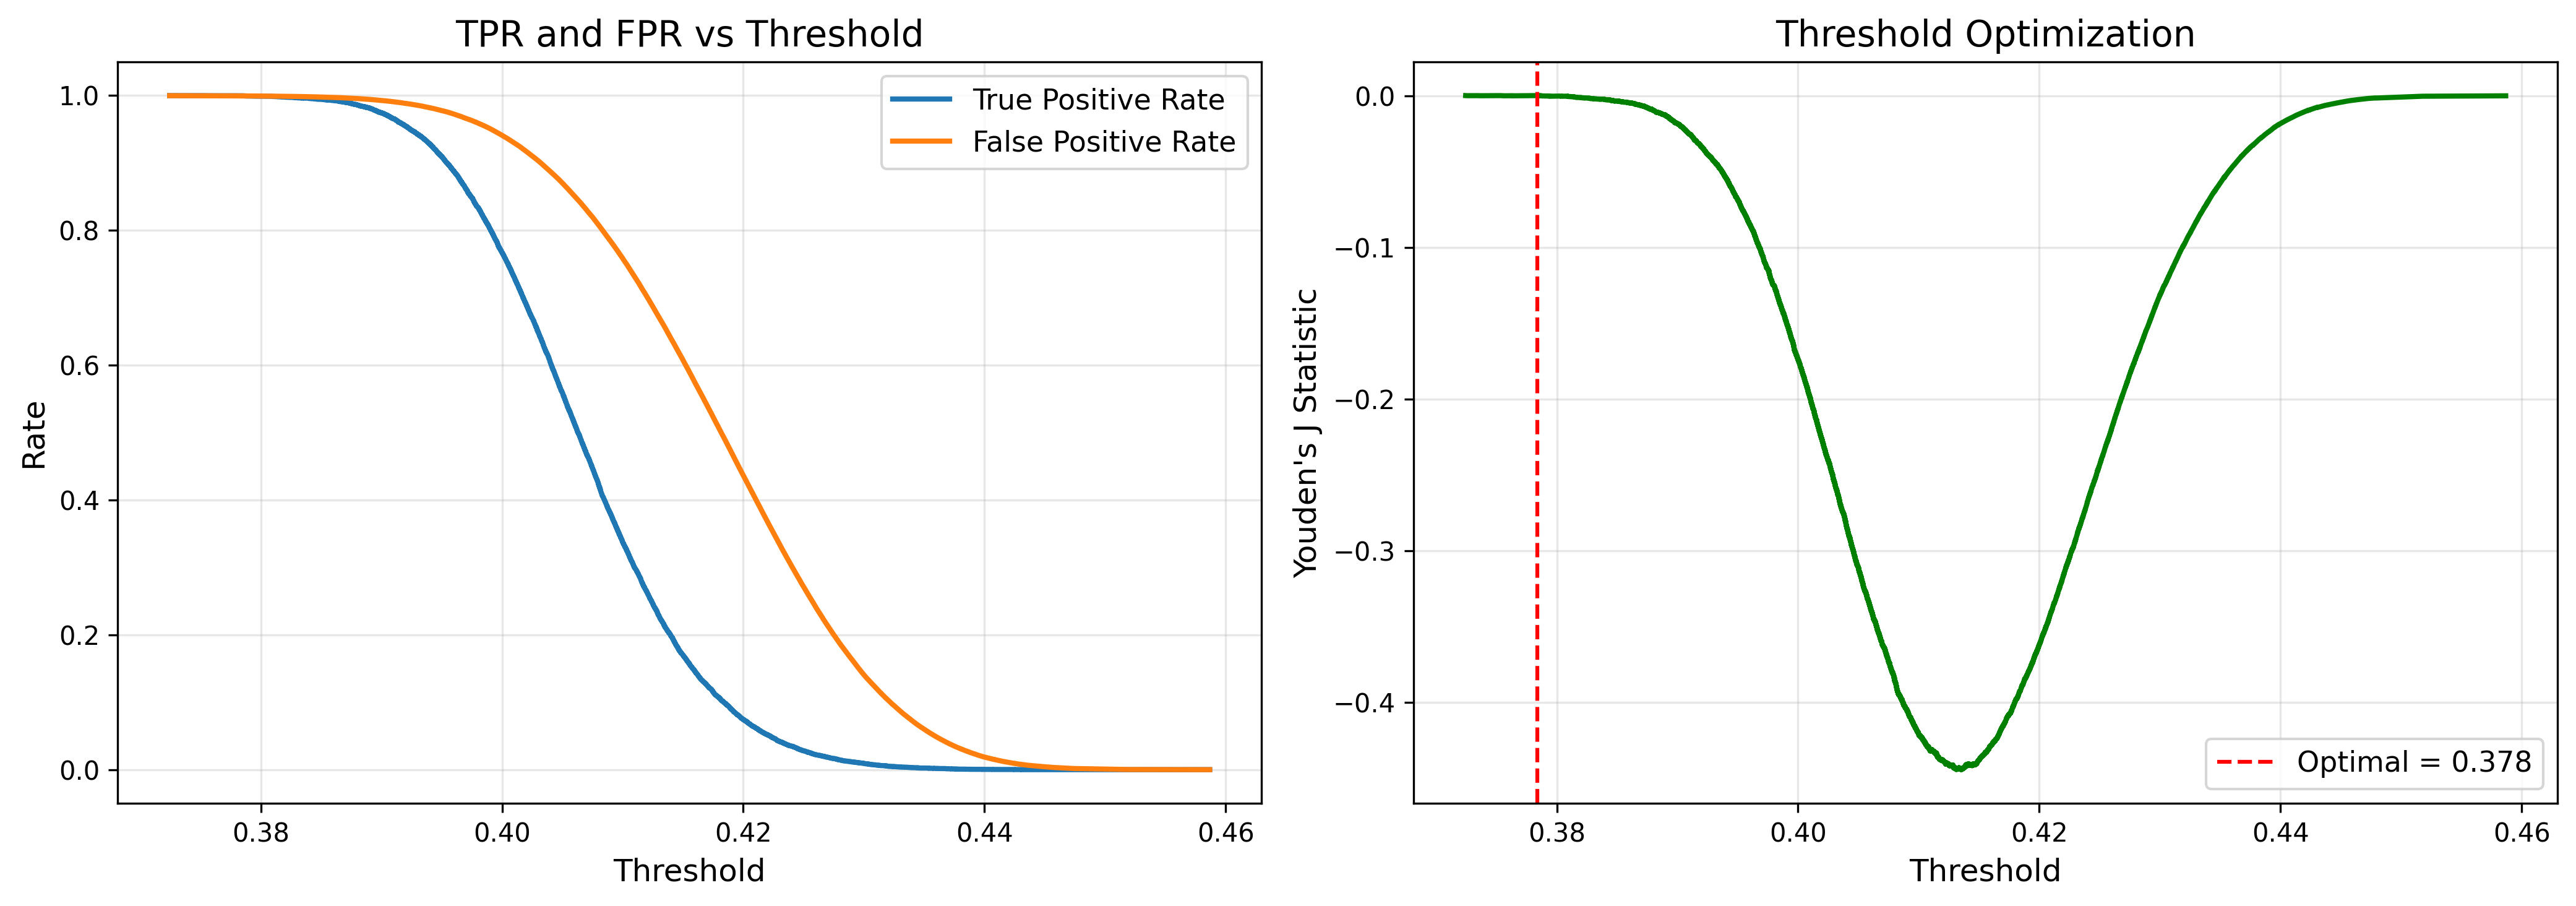 TPR and FPR vs Threshold
True Positive Rate
False Positive Rate
1.0
0.8
0.6
0.4
0.2
0.0
Rate
0.38 0.40 0.42 0.44 0.46
Threshold
Threshold Optimization
0.0
−0.1
−0.2
−0.3
−0.4
Youden's J Statistic
Optimal = 0.378
0.38 0.40 0.42 0.44 0.46
Threshold